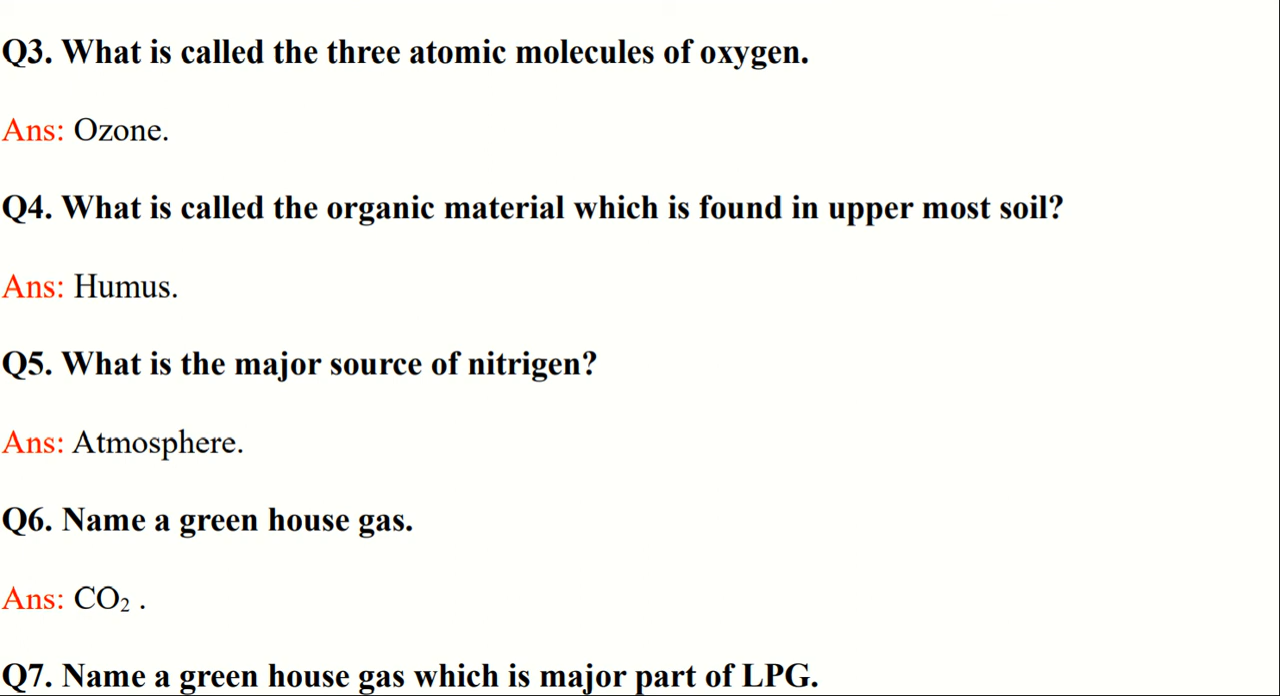 Q3. What is called the three atomic molecules of oxygen.
Ans: Ozone.
Q4. What is called the organic material which is found in upper most soil?
Ans: Humus.
Q5. What is the major source of nitrigen?
Ans: Atmosphere.
Q6. Name a green house gas.
Ans: CO₂ .
Q7. Name a green house gas which is major part of LPG.